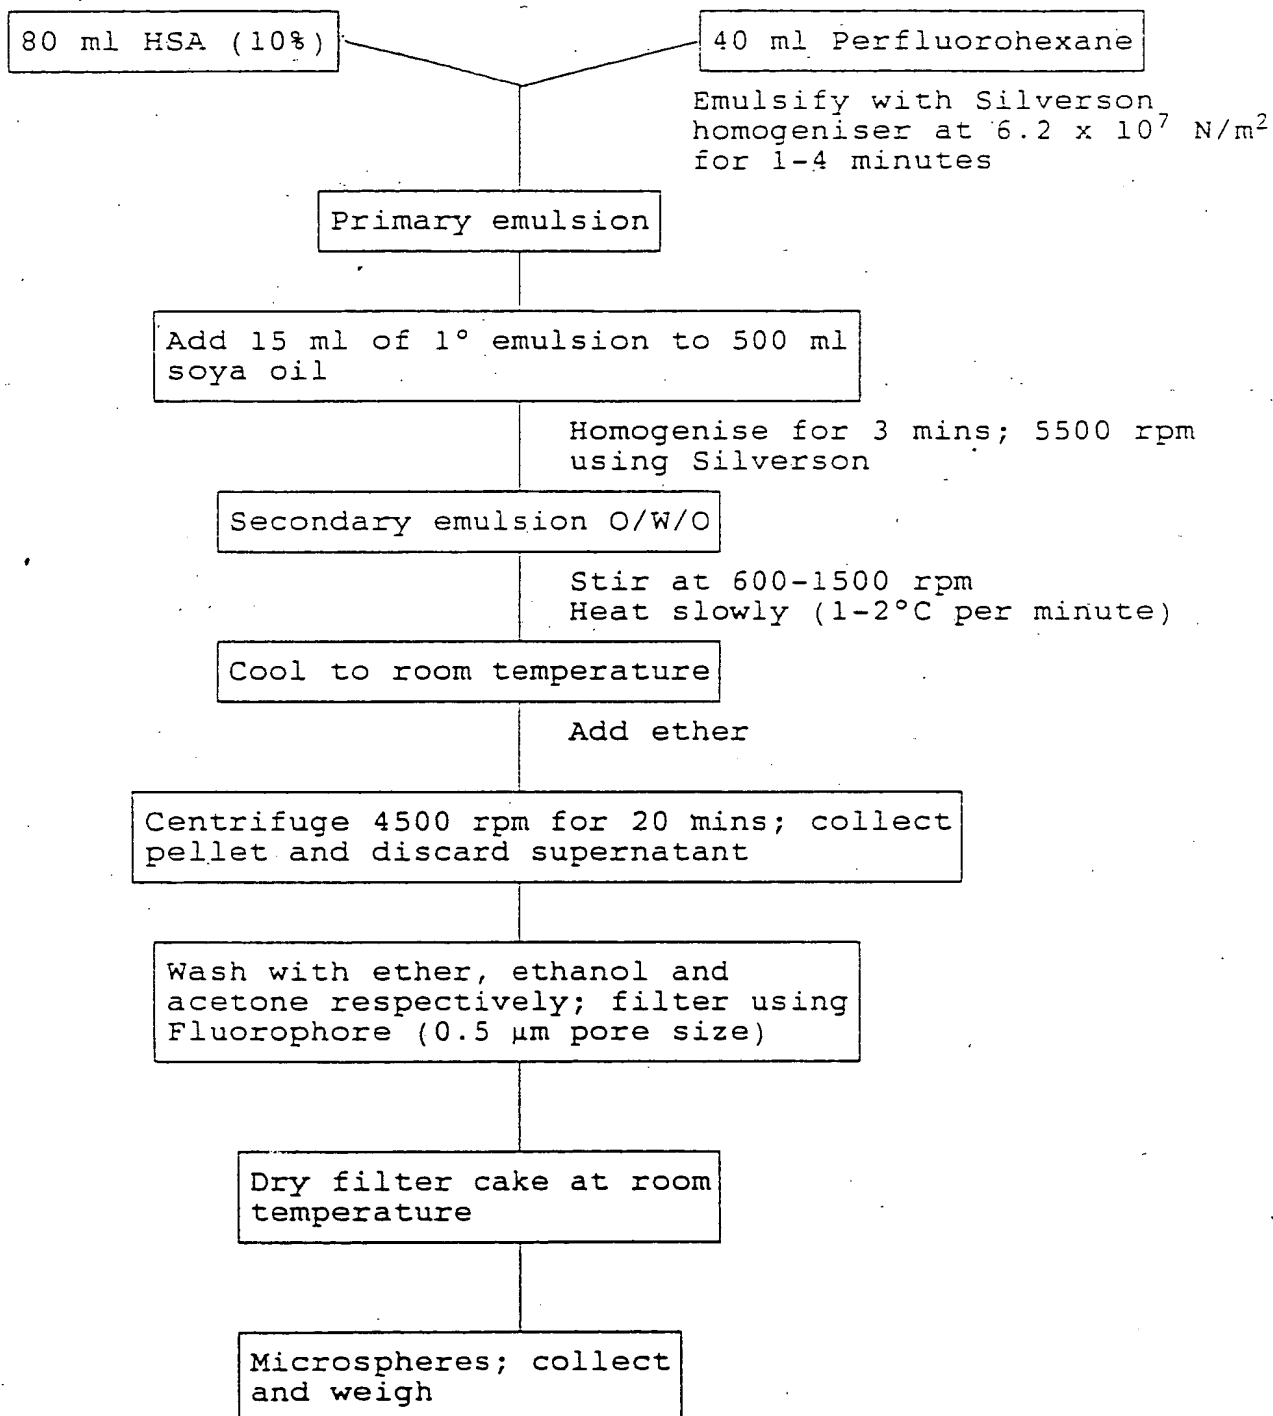 80 ml HSA (10%)
40 ml Perfluorohexane
Emulsify with Silverson
homogeniser at 6.2 x 10⁷ N/m²
for 1-4 minutes
Primary emulsion
Add 15 ml of 1° emulsion to 500 ml
soya oil
Homogenise for 3 mins; 5500 rpm
using Silverson
Secondary emulsion O/W/O
Stir at 600-1500 rpm
Heat slowly (1-2°C per minute)
Cool to room temperature
Add ether
Centrifuge 4500 rpm for 20 mins; collect
pellet and discard supernatant
Wash with ether, ethanol and
acetone respectively; filter using
Fluorophore (0.5 µm pore size)
Dry filter cake at room
temperature
Microspheres; collect
and weigh